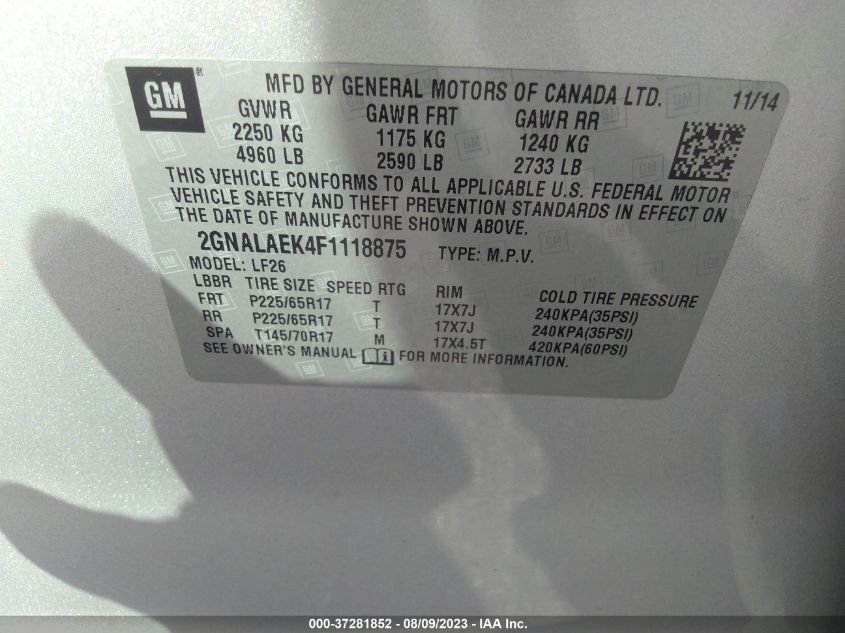 GM
MFD BY GENERAL MOTORS OF CANADA LTD. 11/14
GVWR GAWR FRT GAWR RR
2250 KG 1175 KG 1240 KG
4960 LB 2590 LB 2733 LB
THIS VEHICLE CONFORMS TO ALL APPLICABLE U.S. FEDERAL MOTOR
VEHICLE SAFETY AND THEFT PREVENTION STANDARDS IN EFFECT ON
THE DATE OF MANUFACTURE SHOWN ABOVE.
2GNALAEK4F1118875 TYPE: M.P.V.
MODEL: LF26
LBBR TIRE SIZE SPEED RTG RIM COLD TIRE PRESSURE
FRT P225/65R17 T 17X7J 240KPA(35PSI)
RR P225/65R17 T 17X7J 240KPA(35PSI)
SPA T145/70R17 M 17X4.5T 420KPA(60PSI)
SEE OWNER'S MANUAL FOR MORE INFORMATION.
000-37281852 - 08/09/2023 - IAA Inc.